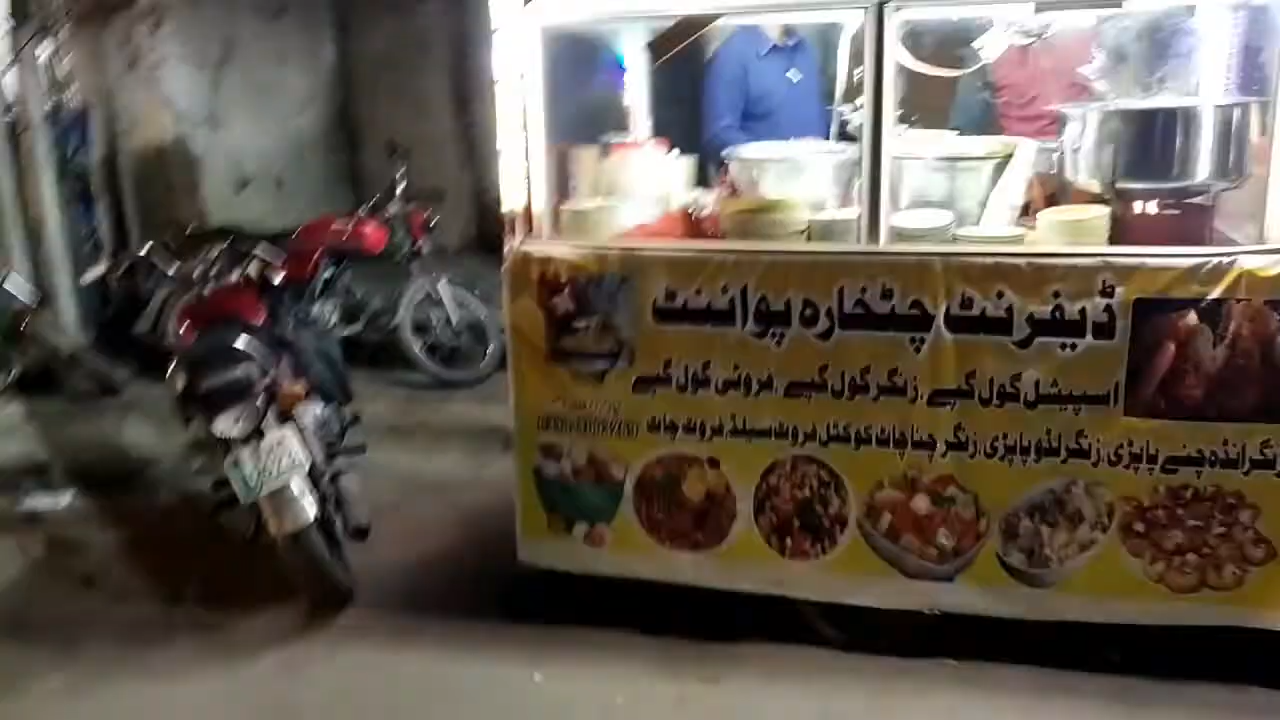 ڈیفرنٹ چٹخارہ پوائنٹ
اسپیشل گول گپے ,زنگر گول گپے ,فروٹی گول گپے
زنگر انڈہ چنے پاپڑی, زنگر لڈو پاپڑی, زنگر چنا چاٹ کوکٹل فروٹ سیلڈ, فروٹ چاٹ